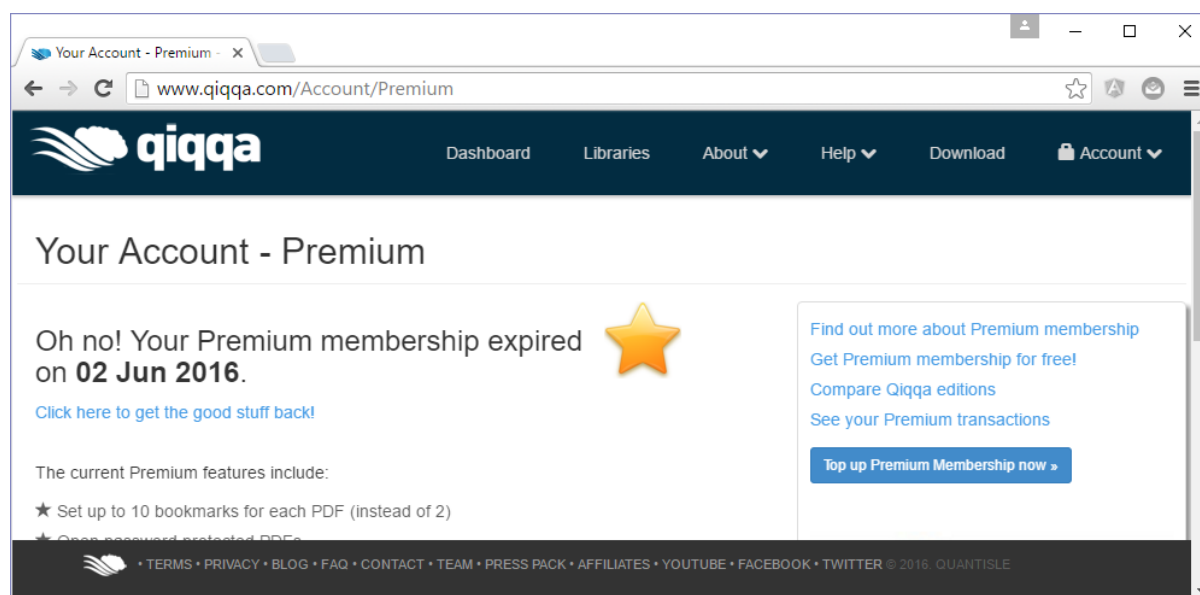 Your Account - Premium -
www.qiqqa.com/Account/Premium
qiqqa
Dashboard Libraries About Help Download Account
Your Account - Premium
Oh no! Your Premium membership expired
on 02 Jun 2016.
Click here to get the good stuff back!
The current Premium features include:
★ Set up to 10 bookmarks for each PDF (instead of 2)
★ Open password protected PDFs
Find out more about Premium membership
Get Premium membership for free!
Compare Qiqqa editions
See your Premium transactions
Top up Premium Membership now »
• TERMS • PRIVACY • BLOG • FAQ • CONTACT • TEAM • PRESS PACK • AFFILIATES • YOUTUBE • FACEBOOK • TWITTER © 2016. QUANTISLE